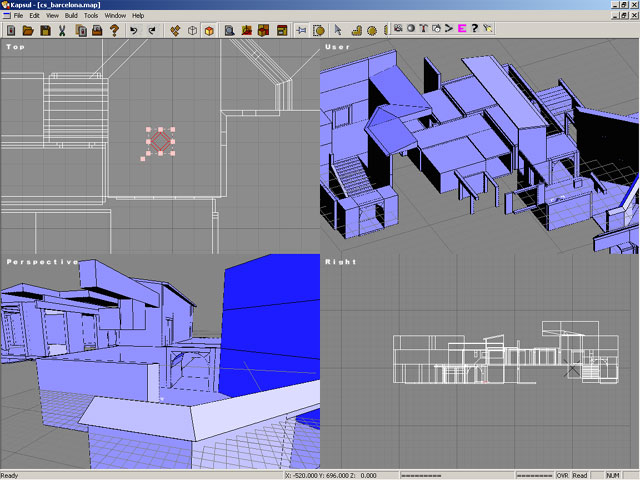 Kapsul - [cs_barcelona.map]
File Edit View Build Tools Window Help
E ?
Top
User
Perspective
Right
Ready X: -520.000 Y: 696.000 Z: 0.000 OVR Read NUM